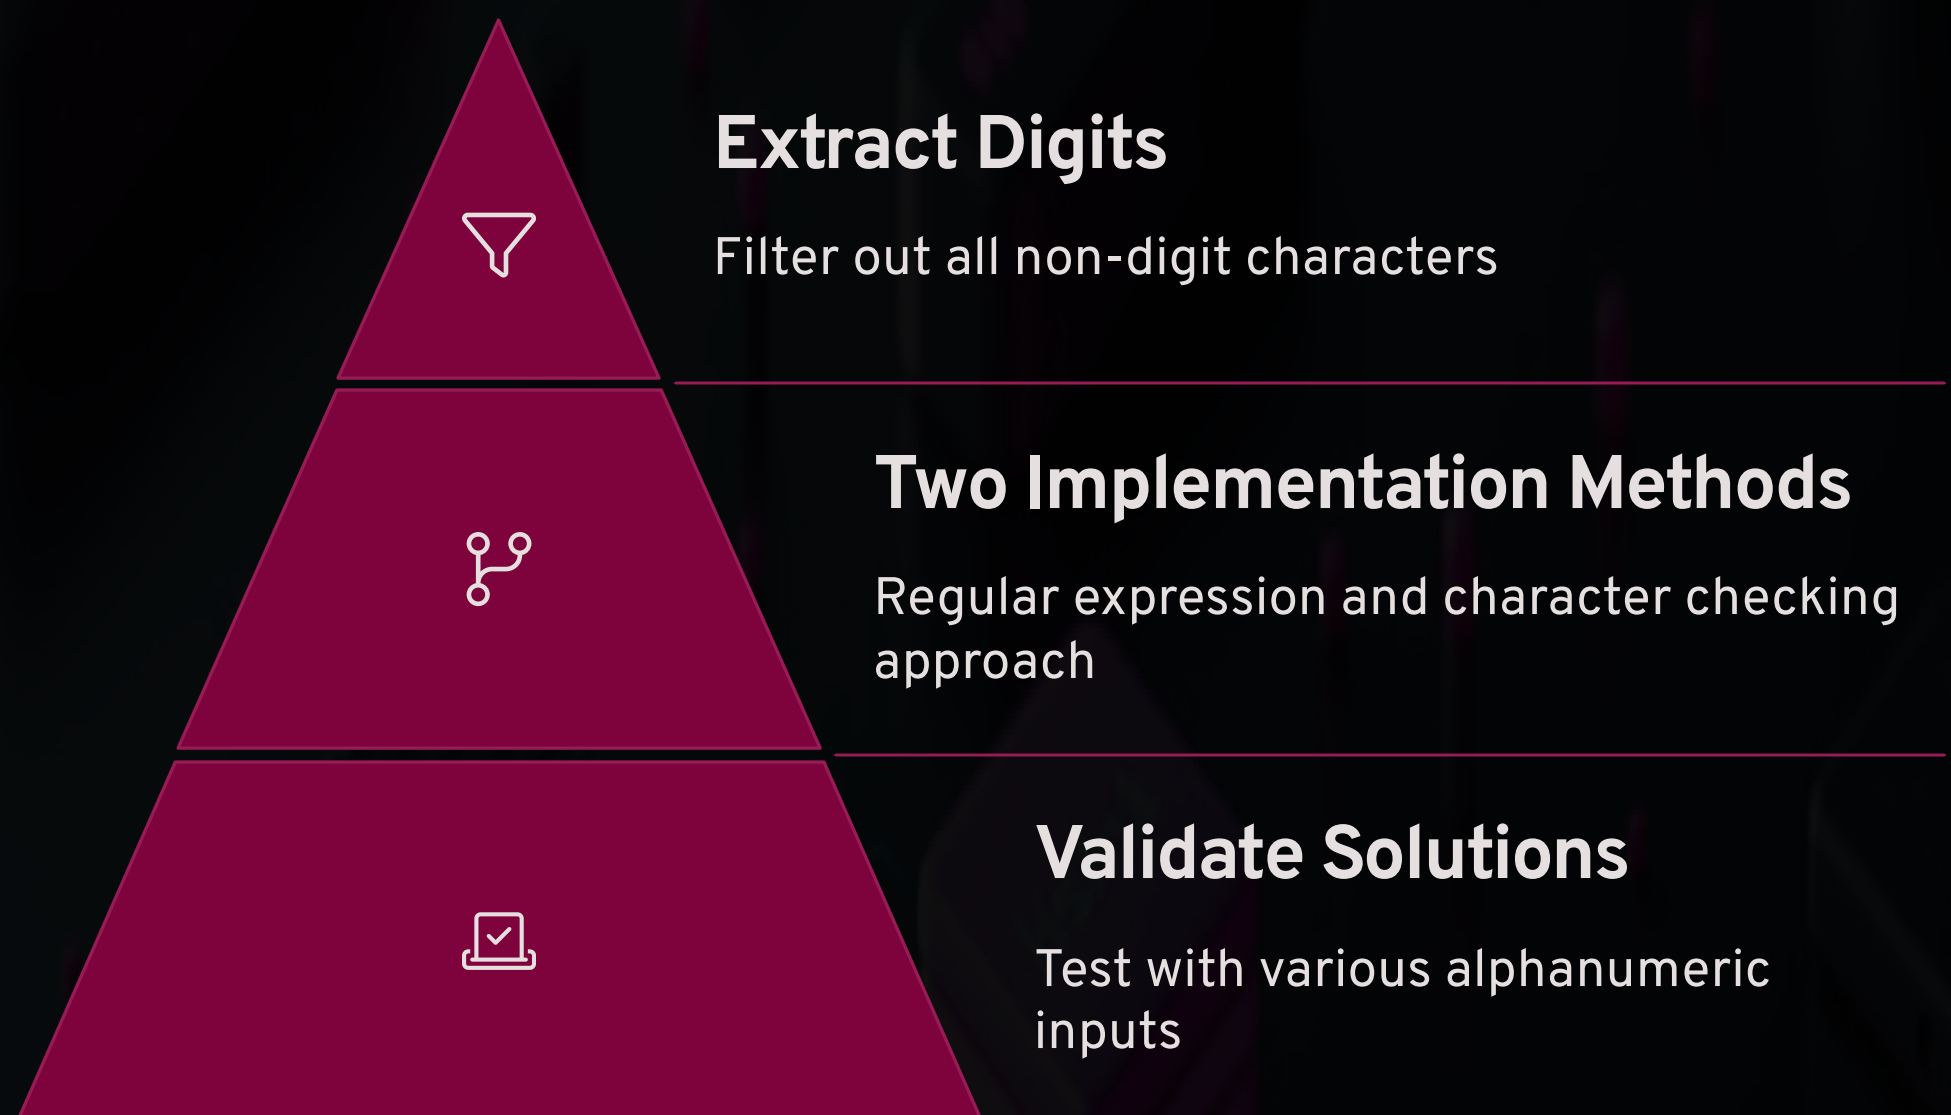 Extract Digits
Filter out all non-digit characters
Two Implementation Methods
Regular expression and character checking
approach
Validate Solutions
Test with various alphanumeric
inputs